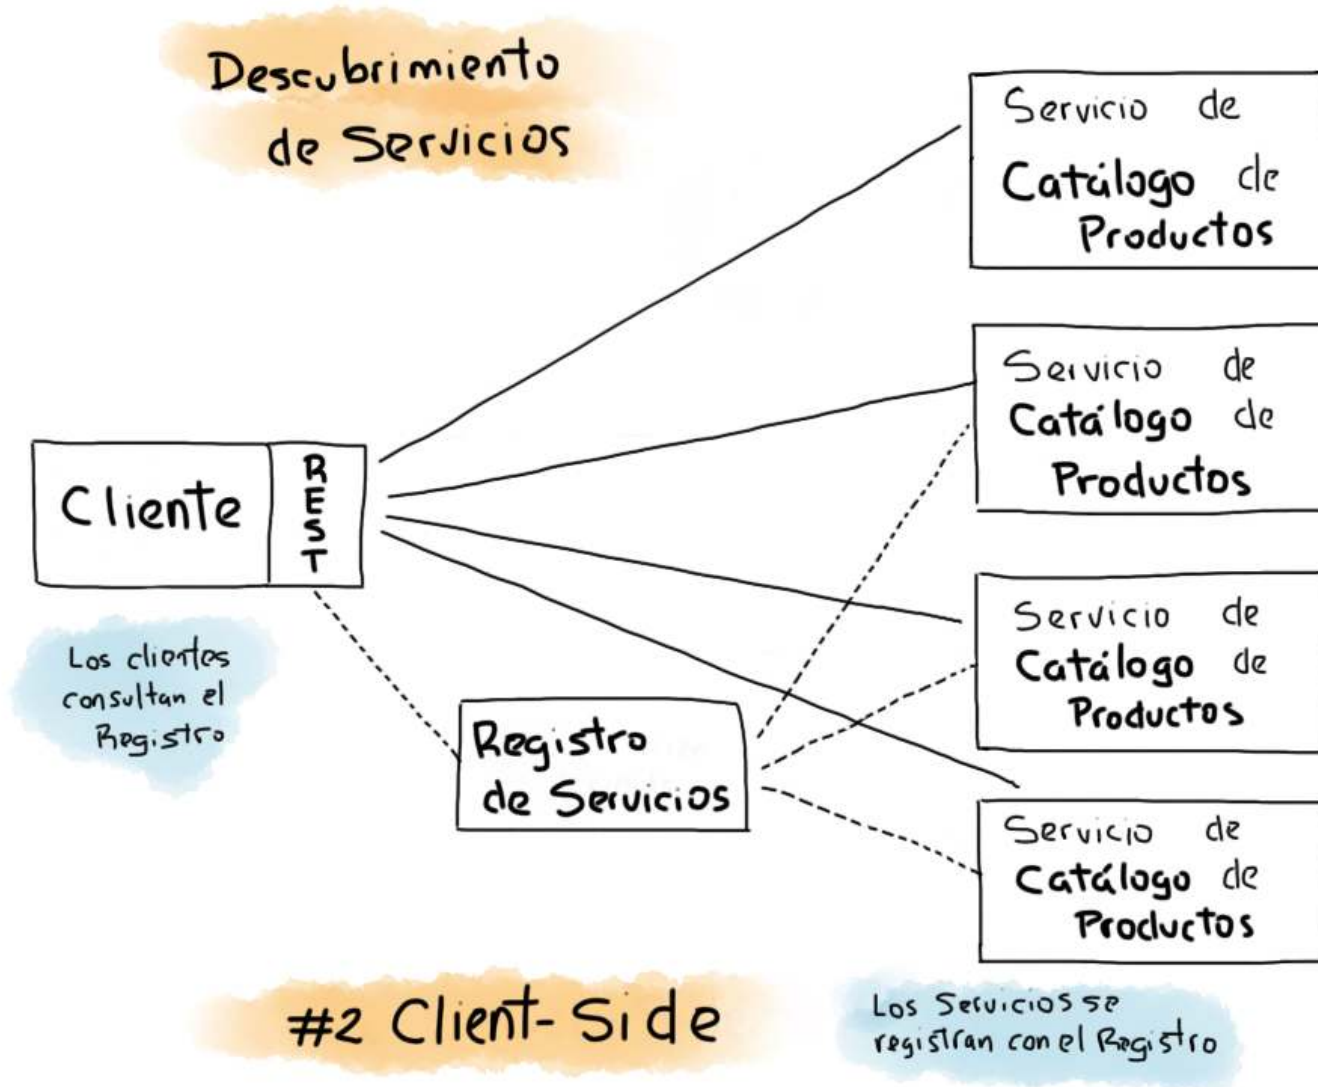 Descubrimiento
de Servicios
Servicio de
Catálogo de
Productos
Servicio de
Catálogo de
Productos
Cliente
REST
Servicio de
Catálogo de
Productos
Los clientes
consultan el
Registro
Registro
de Servicios
Servicio de
Catálogo de
Productos
#2 Client-Side
Los Servicios se
registran con el Registro